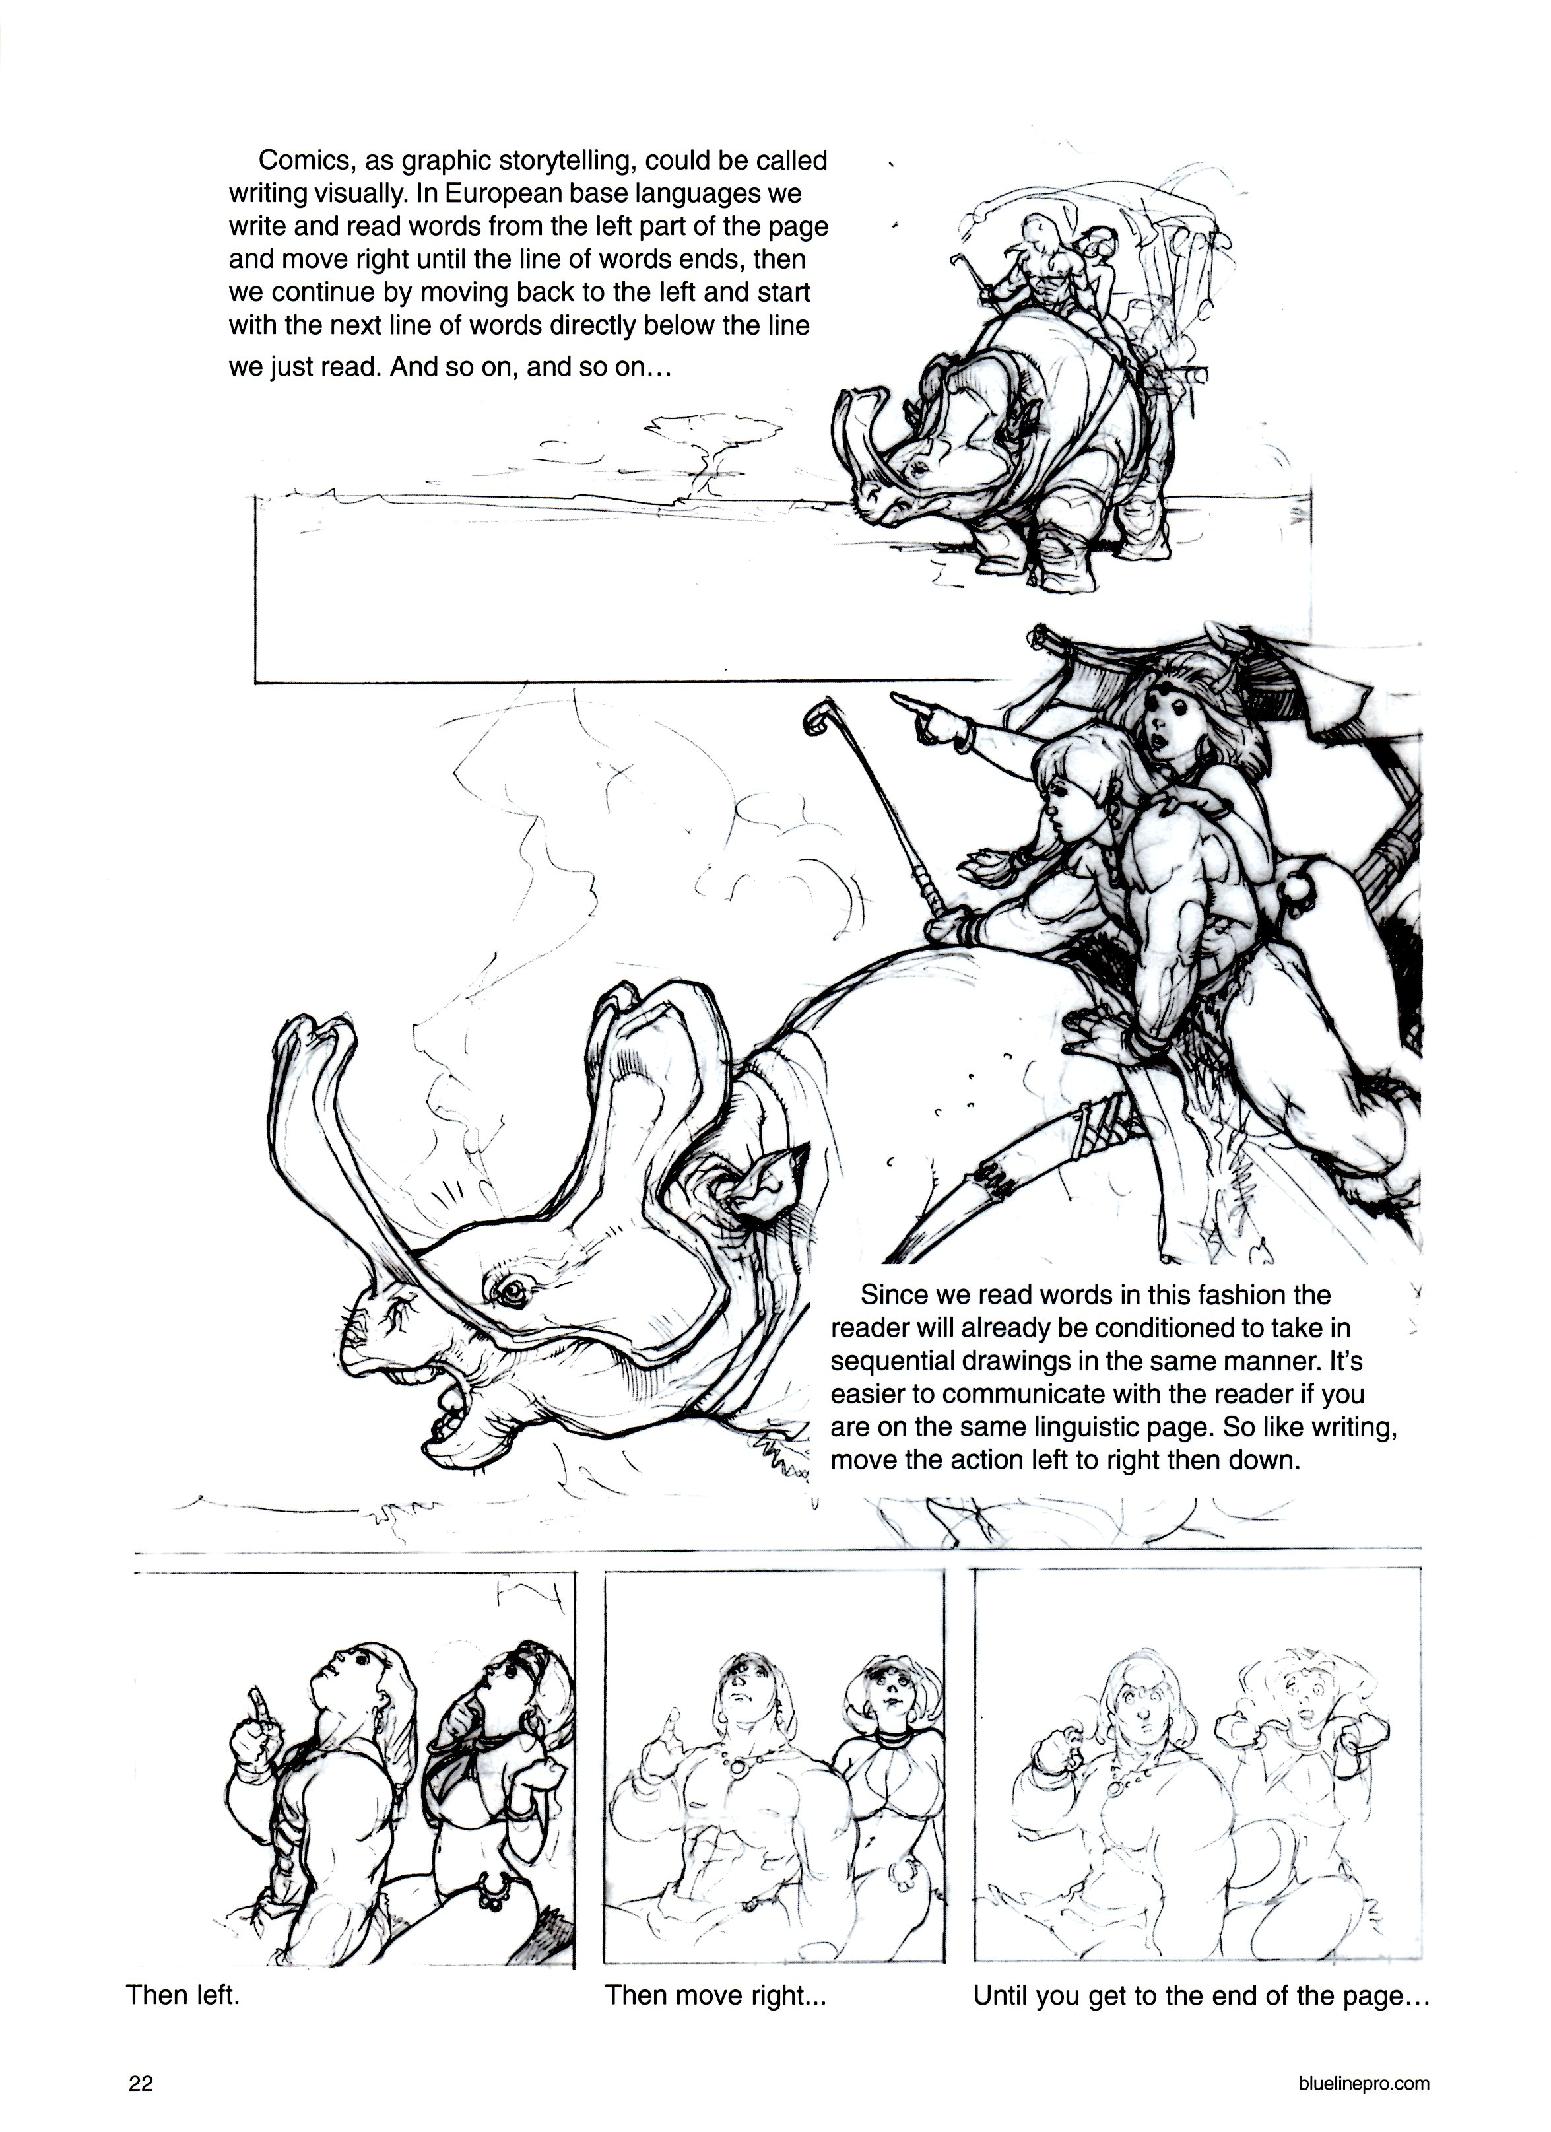 Comics, as graphic storytelling, could be called
writing visually. In European base languages we
write and read words from the left part of the page
and move right until the line of words ends, then
we continue by moving back to the left and start
with the next line of words directly below the line
we just read. And so on, and so on...
Since we read words in this fashion the
reader will already be conditioned to take in
sequential drawings in the same manner. It's
easier to communicate with the reader if you
are on the same linguistic page. So like writing,
move the action left to right then down.
Then left.
Then move right...
Until you get to the end of the page...
22
bluelinepro.com